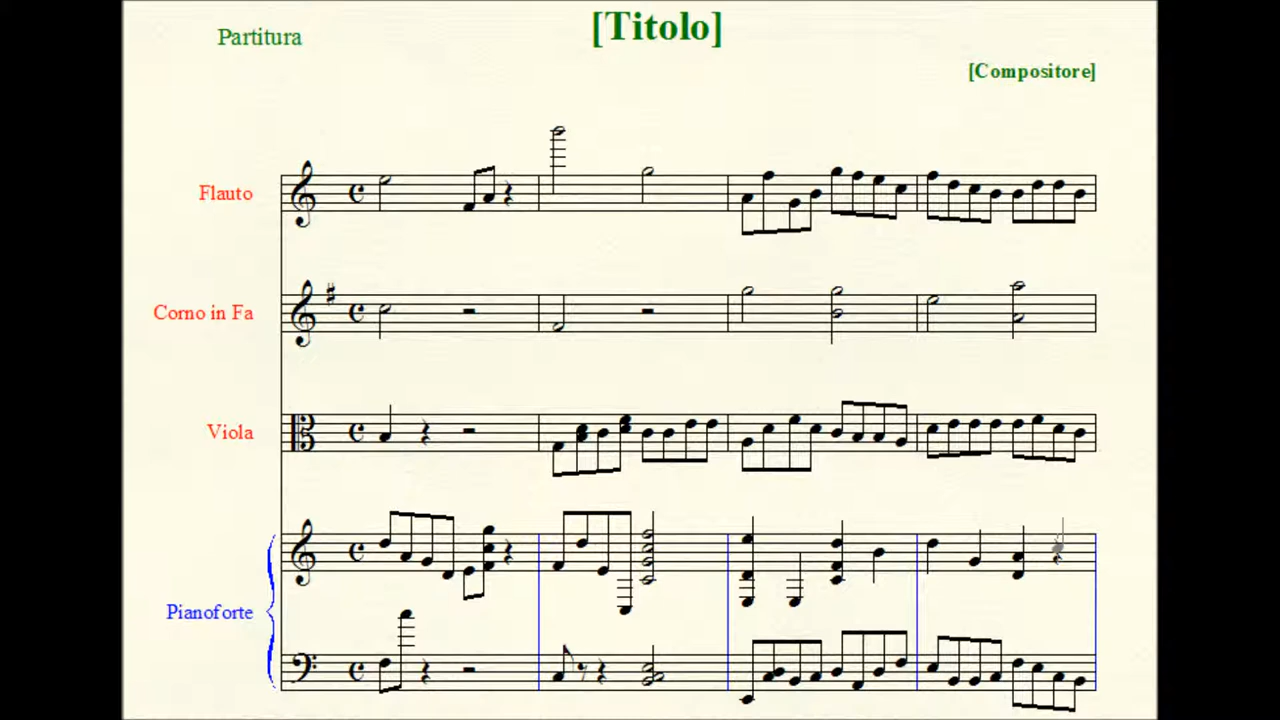 Partitura
[Titolo]
[Compositore]
Flauto
Corno in Fa
Viola
Pianoforte